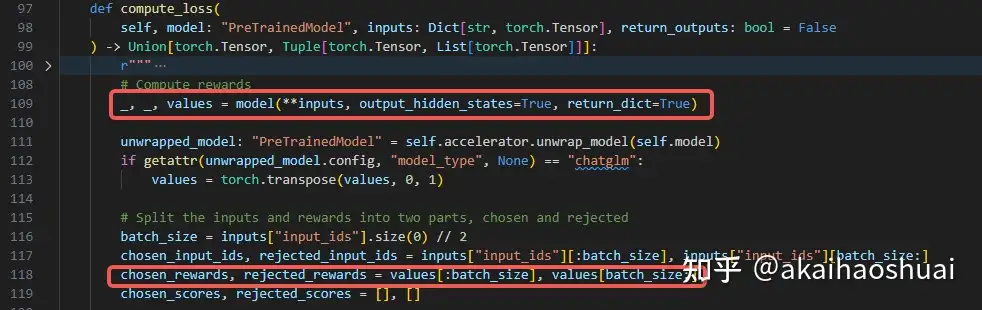 97 def compute_loss(
98 self, model: "PreTrainedModel", inputs: Dict[str, torch.Tensor], return_outputs: bool = False
99 ) -> Union[torch.Tensor, Tuple[torch.Tensor, List[torch.Tensor]]]:
100 r"""…
108 # Compute rewards
109 _, _, values = model(**inputs, output_hidden_states=True, return_dict=True)
110
111 unwrapped_model: "PreTrainedModel" = self.accelerator.unwrap_model(self.model)
112 if getattr(unwrapped_model.config, "model_type", None) == "chatglm":
113 values = torch.transpose(values, 0, 1)
114
115 # Split the inputs and rewards into two parts, chosen and rejected
116 batch_size = inputs["input_ids"].size(0) // 2
117 chosen_input_ids, rejected_input_ids = inputs["input_ids"][:batch_size], inputs["input_ids"][batch_size:]
118 chosen_rewards, rejected_rewards = values[:batch_size], values[batch_size
119 chosen_scores, rejected_scores = [], []
知乎 @akaihaoshuai